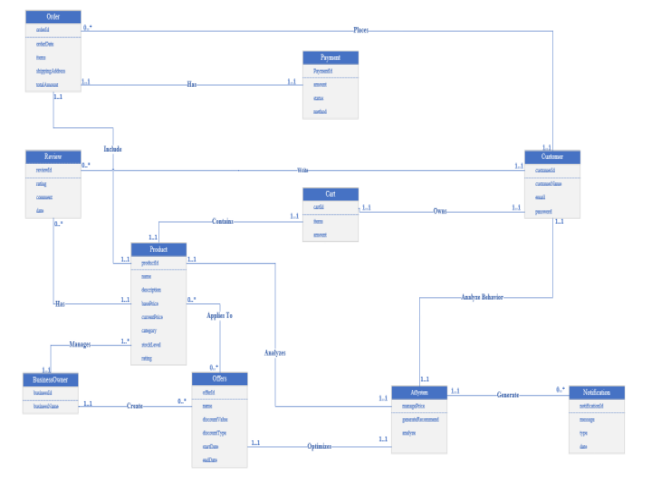 Order
orderId
orderDate
items
shippingAddress
totalAmount
0..*
Places
1..1
Has
1..1
Payment
PaymentId
amount
status
method
1..1
Include
Review
reviewId
rating
comment
date
0..*
Write
1..1
1..1
Customer
customerId
customerName
email
password
Cart
cartId
items
amount
1..1
Owns
1..1
Contains
1..1
1..1
0..*
1..1
Product
productId
name
description
basePrice
currentPrice
category
stockLevel
rating
1..1
1..1
Has
1..1
0..*
Applies To
Analyze Behavior
Manages
1..*
Analyzes
0..*
1..1
BusinessOwner
businessId
businessName
1..1
Create
0..*
Offers
offerId
name
discountValue
discountType
startDate
endDate
1..1
Optimizes
1..1
1..1
1..1
AISystem
managePrice
generateRecommend
analyze
1..1
Generate
0..*
Notification
notificationId
message
type
date